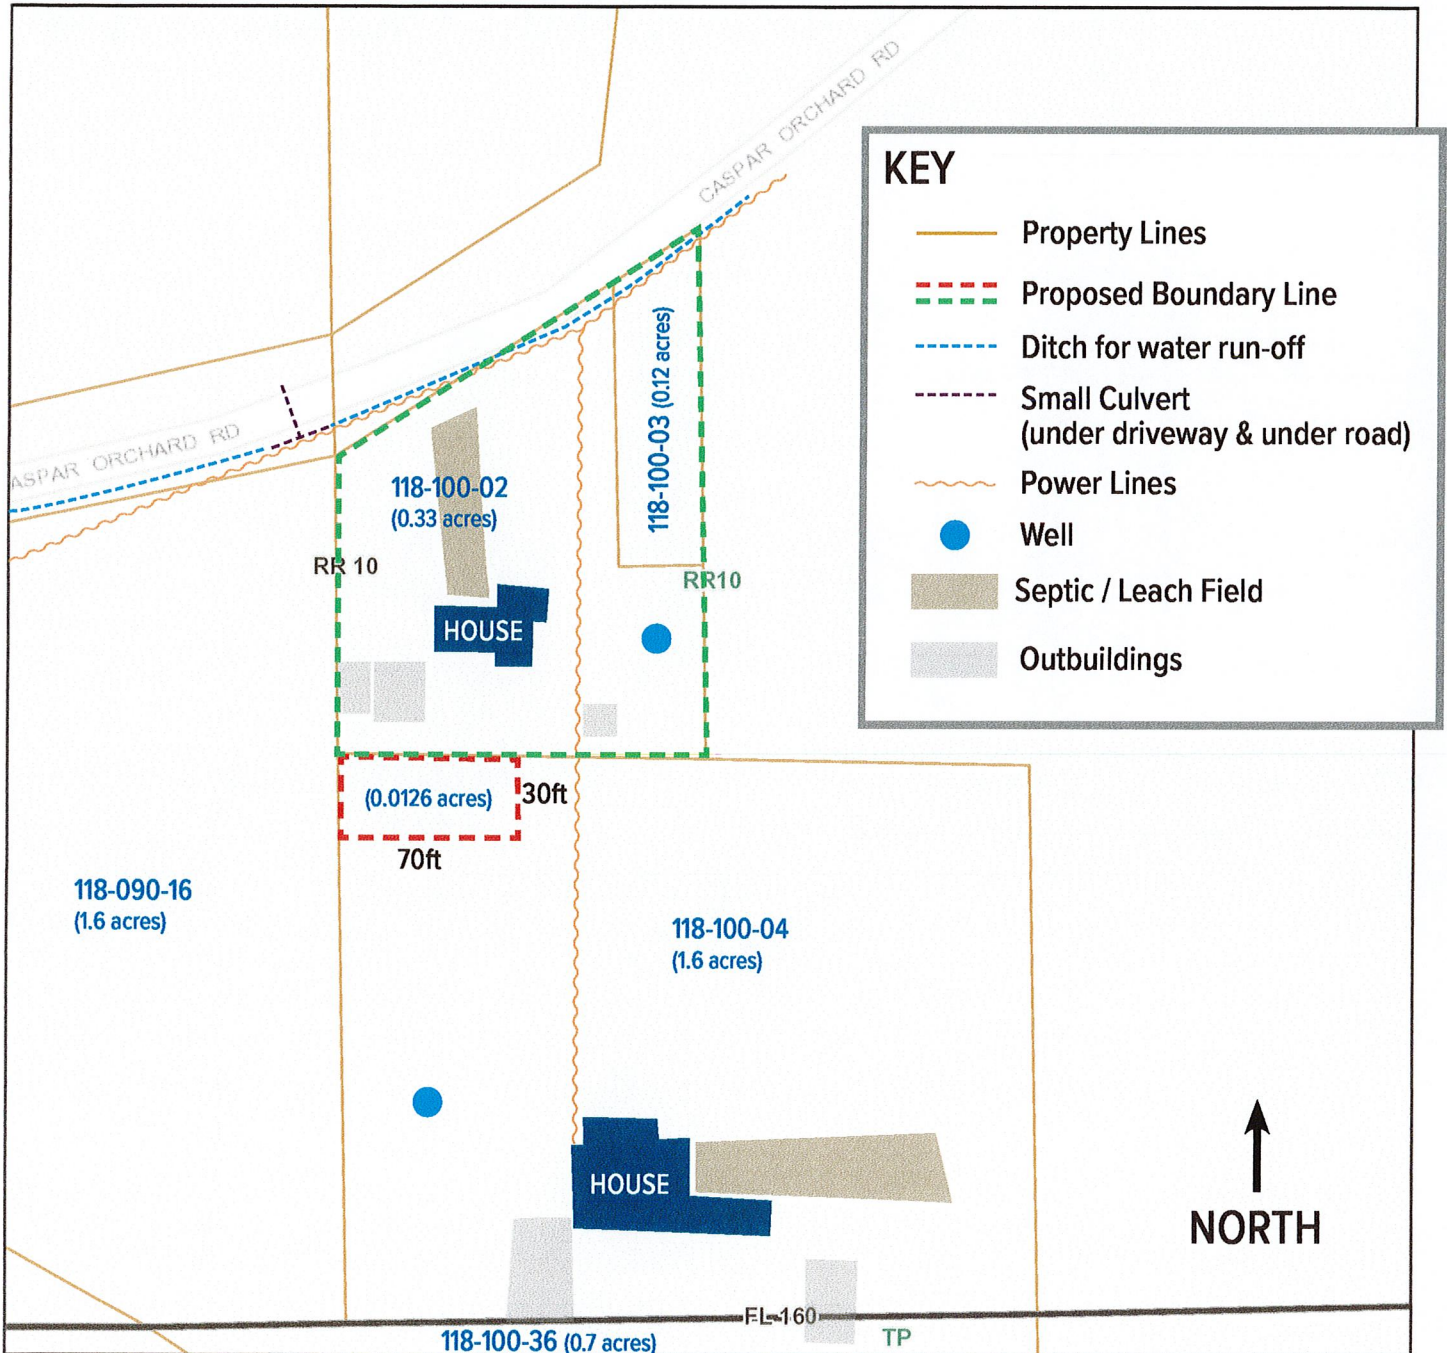 CASPAR ORCHARD RD
KEY
Property Lines
Proposed Boundary Line
Ditch for water run-off
Small Culvert
(under driveway & under road)
Power Lines
Well
Septic / Leach Field
Outbuildings
ASPAR ORCHARD RD
118-100-03 (0.12 acres)
118-100-02
(0.33 acres)
RR 10
RR10
HOUSE
(0.0126 acres)
30ft
70ft
118-090-16
(1.6 acres)
118-100-04
(1.6 acres)
HOUSE
NORTH
FL-160
118-100-36 (0.7 acres)
TP